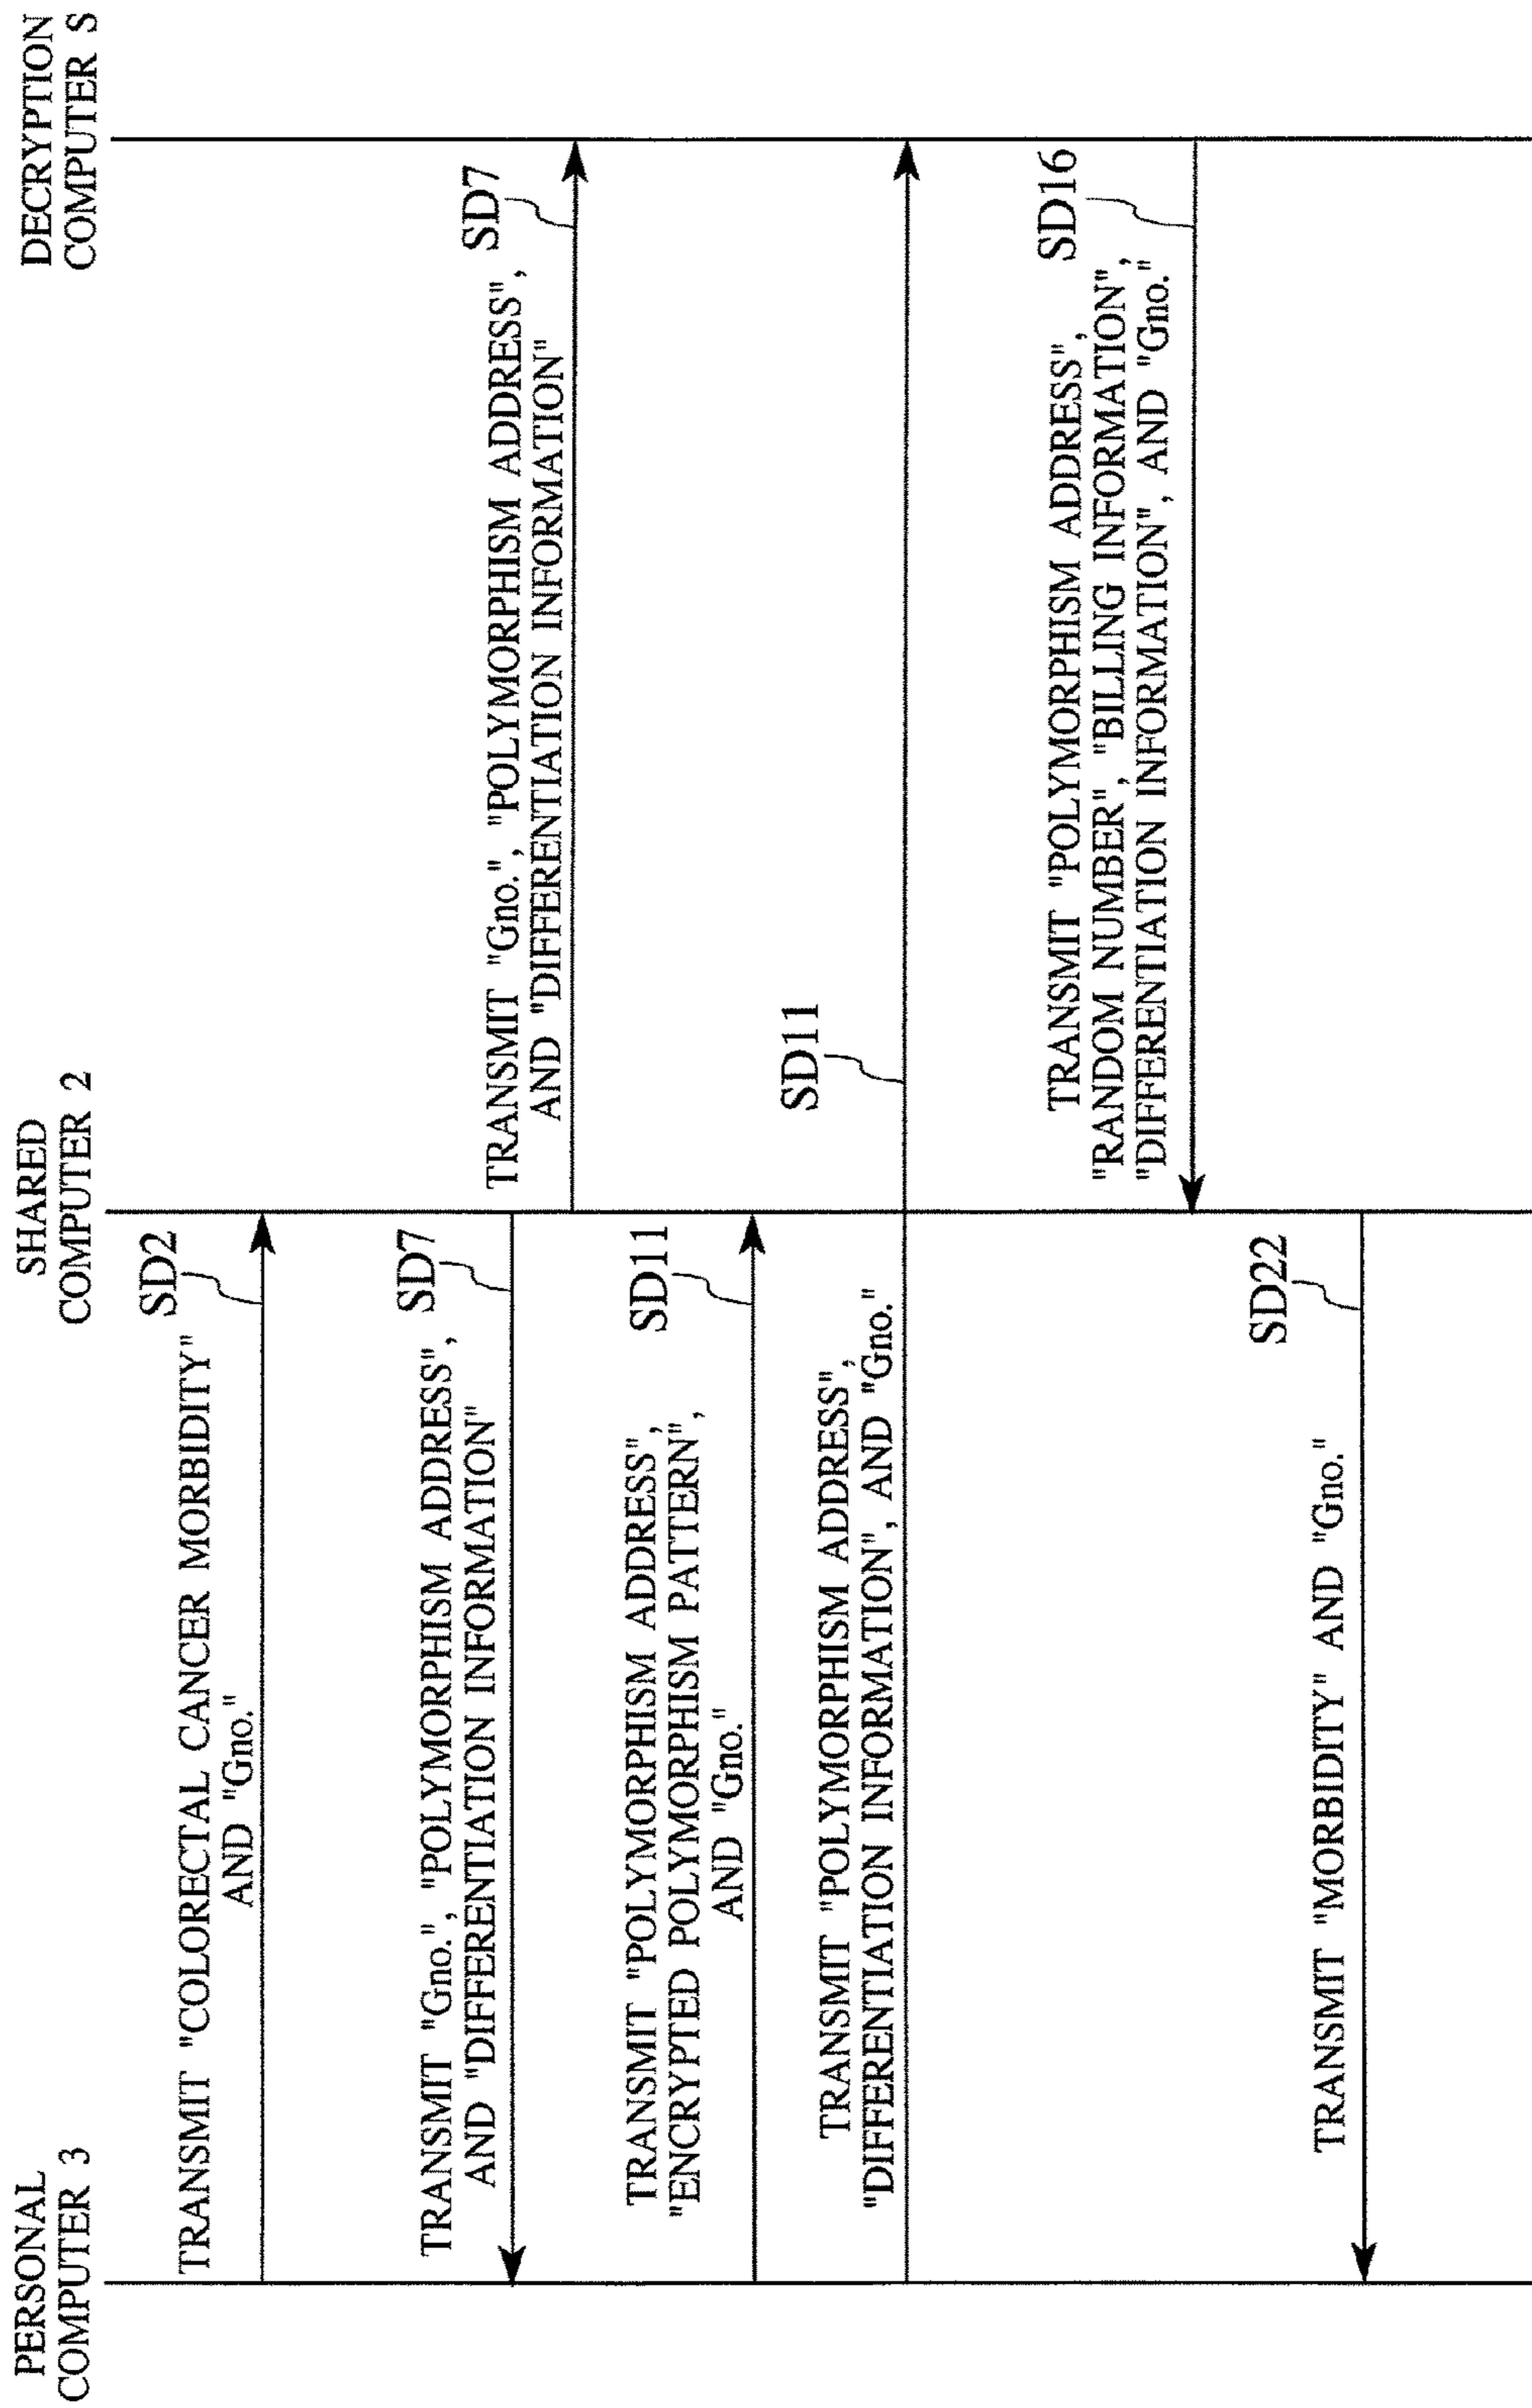 PERSONAL
COMPUTER 3
SHARED
COMPUTER 2
DECRYPTION
COMPUTER S
TRANSMIT "COLORECTAL CANCER MORBIDITY"
AND "Gno."
SD2
TRANSMIT "Gno.", "POLYMORPHISM ADDRESS",
AND "DIFFERENTIATION INFORMATION"
SD7
TRANSMIT "Gno.", "POLYMORPHISM ADDRESS",
AND "DIFFERENTIATION INFORMATION"
SD7
TRANSMIT "POLYMORPHISM ADDRESS",
"ENCRYPTED POLYMORPHISM PATTERN",
AND "Gno."
SD11
TRANSMIT "POLYMORPHISM ADDRESS",
"DIFFERENTIATION INFORMATION", AND "Gno."
SD11
TRANSMIT "POLYMORPHISM ADDRESS",
"RANDOM NUMBER", "BILLING INFORMATION",
"DIFFERENTIATION INFORMATION", AND "Gno."
SD16
TRANSMIT "MORBIDITY" AND "Gno."
SD22